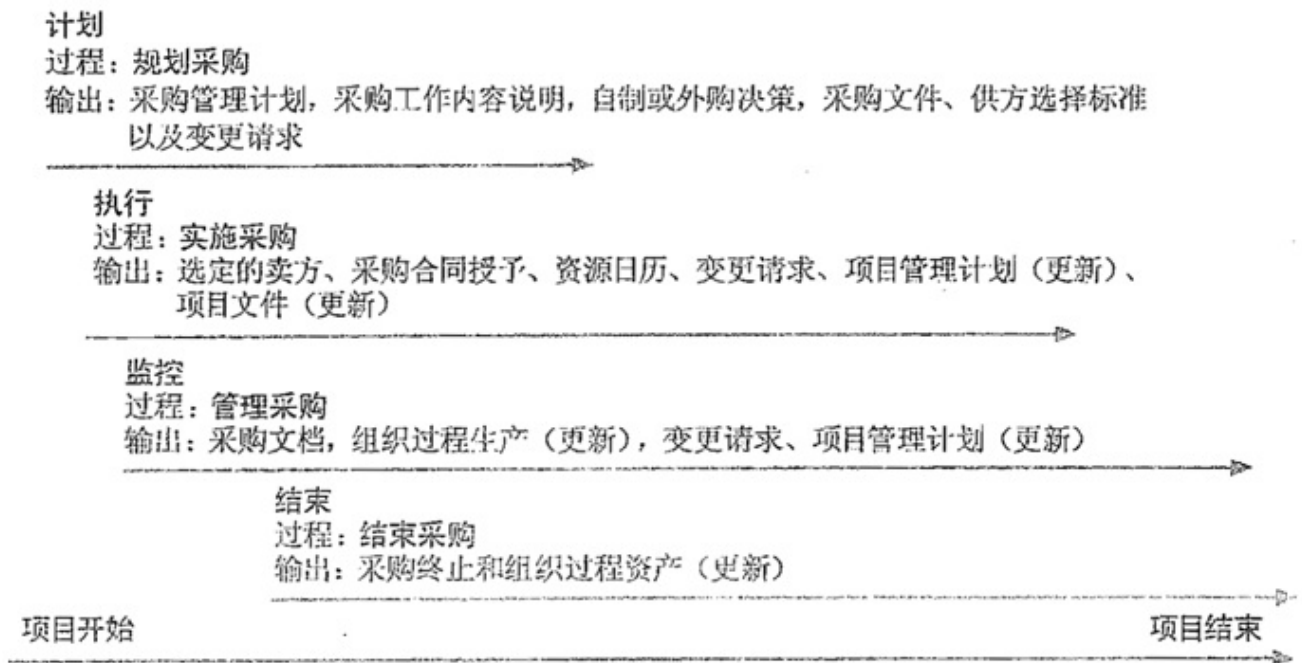 计划
过程：规划采购
输出：采购管理计划，采购工作内容说明，自制或外购决策，采购文件、供方选择标准
以及变更请求
执行
过程：实施采购
输出：选定的卖方、采购合同授予、资源日历、变更请求、项目管理计划（更新）、
项目文件（更新）
监控
过程：管理采购
输出：采购文档，组织过程生产（更新），变更请求、项目管理计划（更新）
结束
过程：结束采购
输出：采购终止和组织过程资产（更新）
项目开始
项目结束